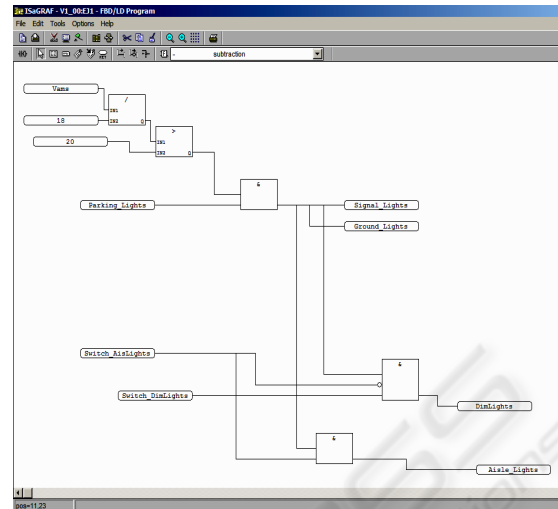 ISaGRAF - V1_00:EJ1 - FBD/LD Program
File Edit Tools Options Help
- subtraction
Vams
/
IN1
18
IN2 Q
>
20
IN1
IN2 Q
&
Parking_Lights
Signal_Lights
Ground_Lights
Switch_AisLights
&
Switch_DimLights
DimLights
&
Aisle_Lights
pos=11,23